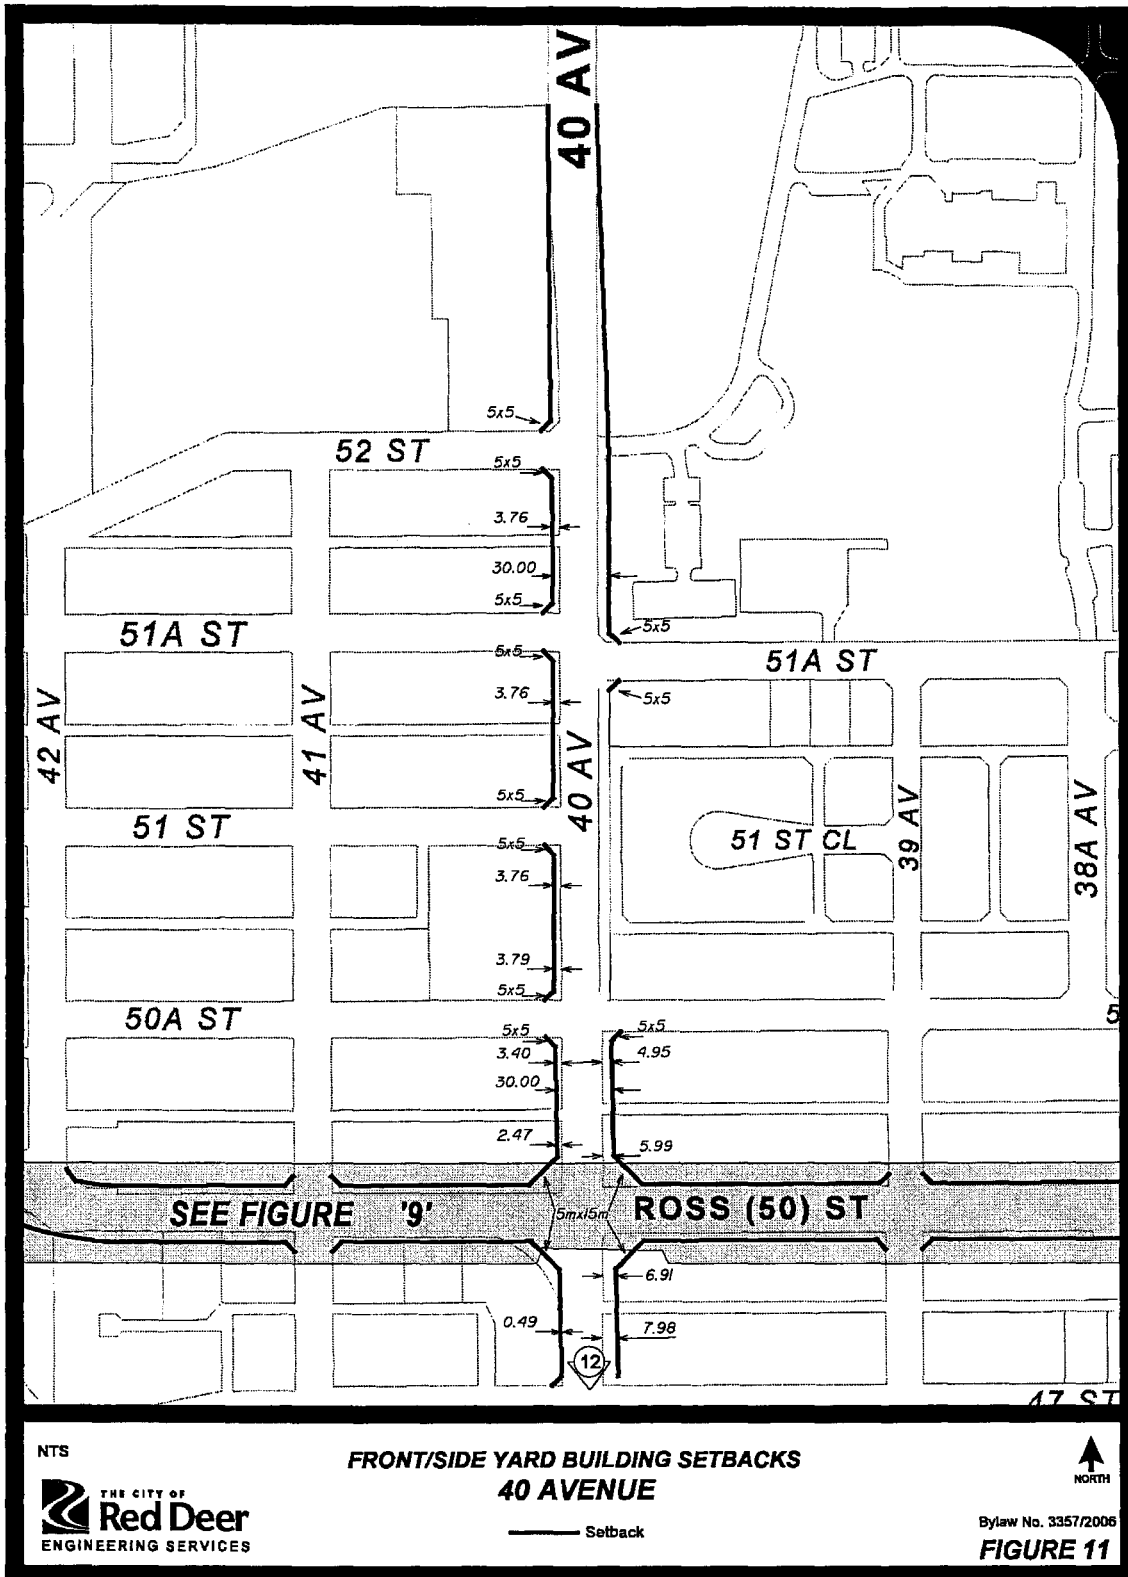 40 AV
5x5
52 ST
5x5
3.76
30.00
5x5
51A ST
5x5
5x5
51A ST
3.76
5x5
42 AV
41 AV
40 AV
5x5
51 ST
51 ST CL
39 AV
38A AV
5x5
3.76
3.79
5x5
50A ST
5
5x5
5x5
3.40
4.95
30.00
2.47
5.99
SEE FIGURE '9'
5mx15m
ROSS (50) ST
6.91
0.49
7.98
12
47 ST
NTS
FRONT/SIDE YARD BUILDING SETBACKS
40 AVENUE
Setback
NORTH
THE CITY OF
Red Deer
ENGINEERING SERVICES
Bylaw No. 3357/2006
FIGURE 11